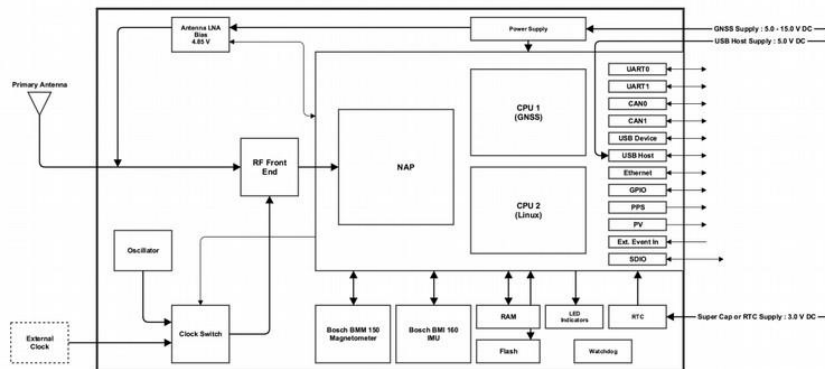 Antenna LNA
Bias
4.85 V
Power Supply
GNSS Supply : 5.0 - 15.0 V DC
USB Host Supply : 5.0 V DC
Primary Antenna
RF Front
End
NAP
CPU 1
(GNSS)
CPU 2
(Linux)
UART0
UART1
CAN0
CAN1
USB Device
USB Host
Ethernet
GPIO
PPS
PV
Ext. Event In
SDIO
Oscillator
Clock Switch
External
Clock
Bosch BMM 150
Magnetometer
Bosch BMI 160
IMU
RAM
Flash
LED
Indicators
RTC
Watchdog
Super Cap or RTC Supply : 3.0 V DC